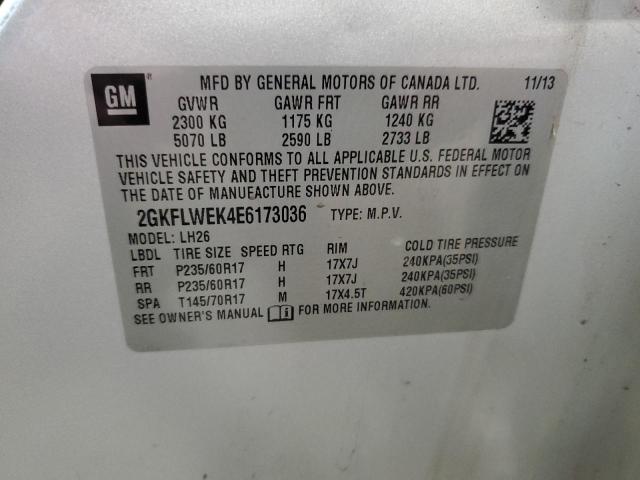 GM
®
MFD BY GENERAL MOTORS OF CANADA LTD. 11/13
GVWR GAWR FRT GAWR RR
2300 KG 1175 KG 1240 KG
5070 LB 2590 LB 2733 LB
THIS VEHICLE CONFORMS TO ALL APPLICABLE U.S. FEDERAL MOTOR
VEHICLE SAFETY AND THEFT PREVENTION STANDARDS IN EFFECT ON
THE DATE OF MANUFACTURE SHOWN ABOVE.
2GKFLWEK4E6173036 TYPE: M.P.V.
MODEL: LH26
LBDL TIRE SIZE SPEED RTG RIM COLD TIRE PRESSURE
FRT P235/60R17 H 17X7J 240KPA(35PSI)
RR P235/60R17 H 17X7J 240KPA(35PSI)
SPA T145/70R17 M 17X4.5T 420KPA(60PSI)
SEE OWNER'S MANUAL i FOR MORE INFORMATION.